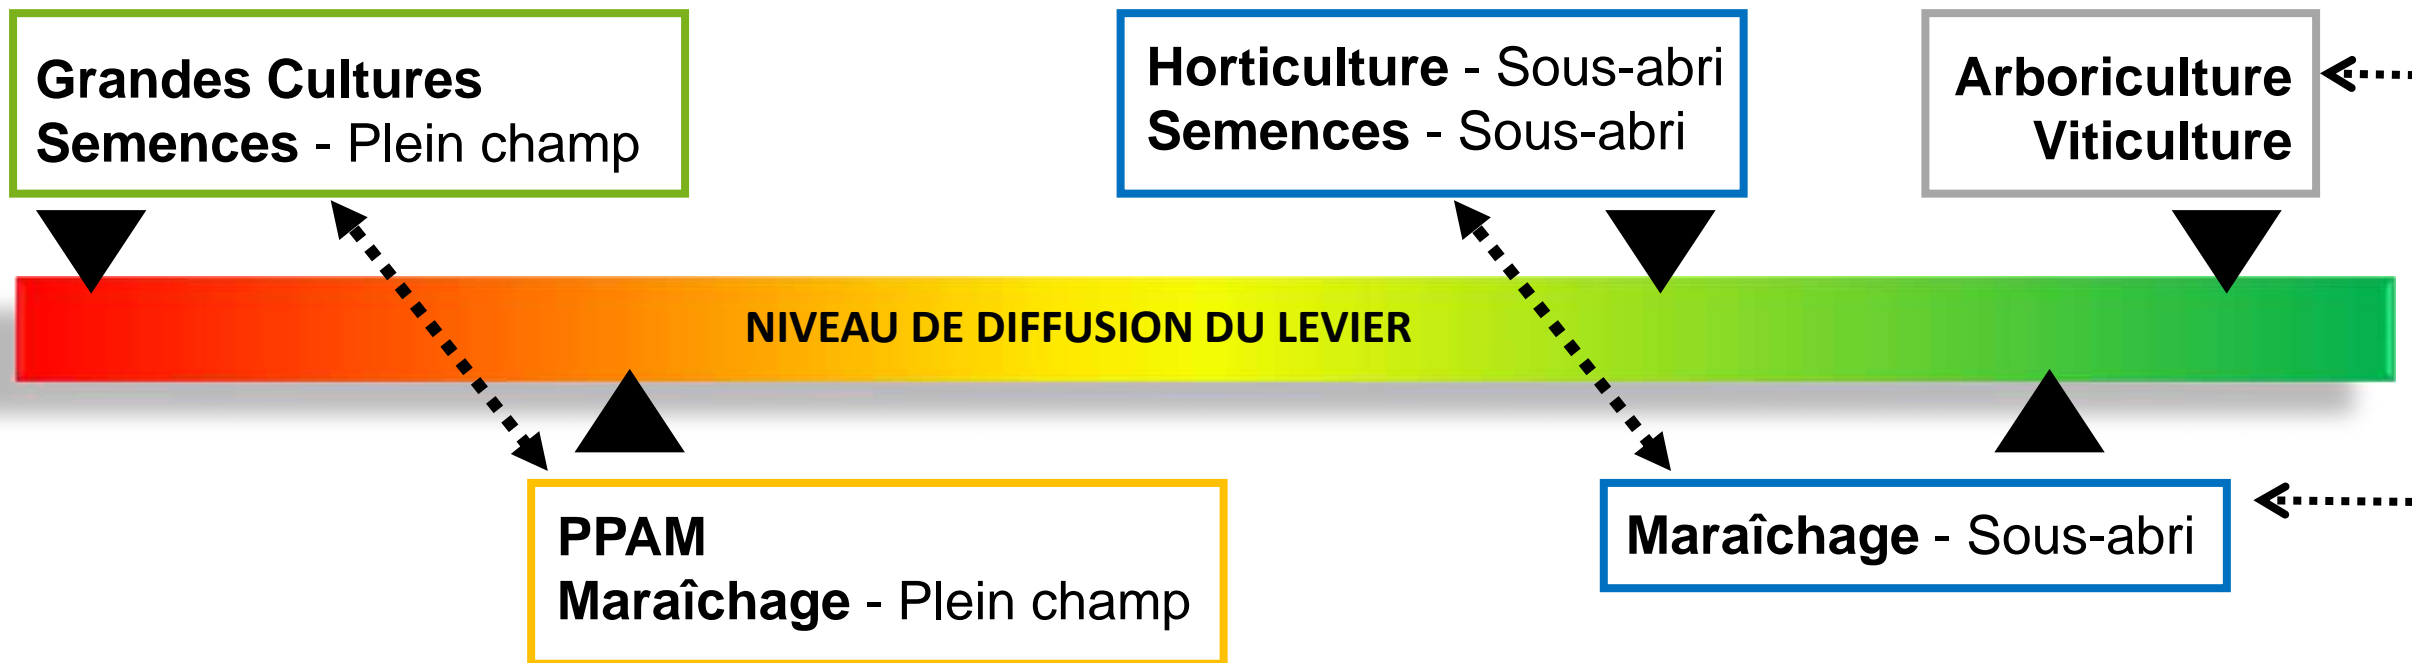 Grandes Cultures
Semences - Plein champ
Horticulture - Sous-abri
Semences - Sous-abri
Arboriculture
Viticulture
NIVEAU DE DIFFUSION DU LEVIER
PPAM
Maraîchage - Plein champ
Maraîchage - Sous-abri